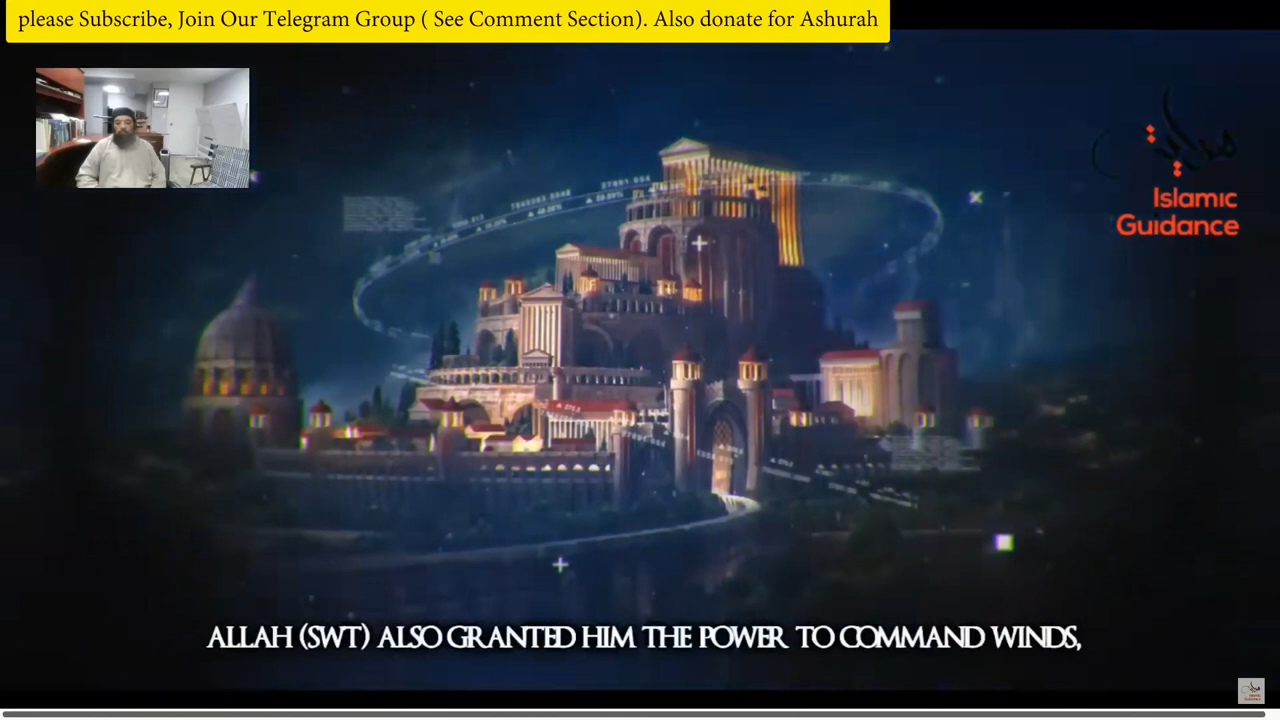 please Subscribe, Join Our Telegram Group ( See Comment Section). Also donate for Ashurah
Islamic
Guidance
ALLAH (SWT) ALSO GRANTED HIM THE POWER TO COMMAND WINDS,